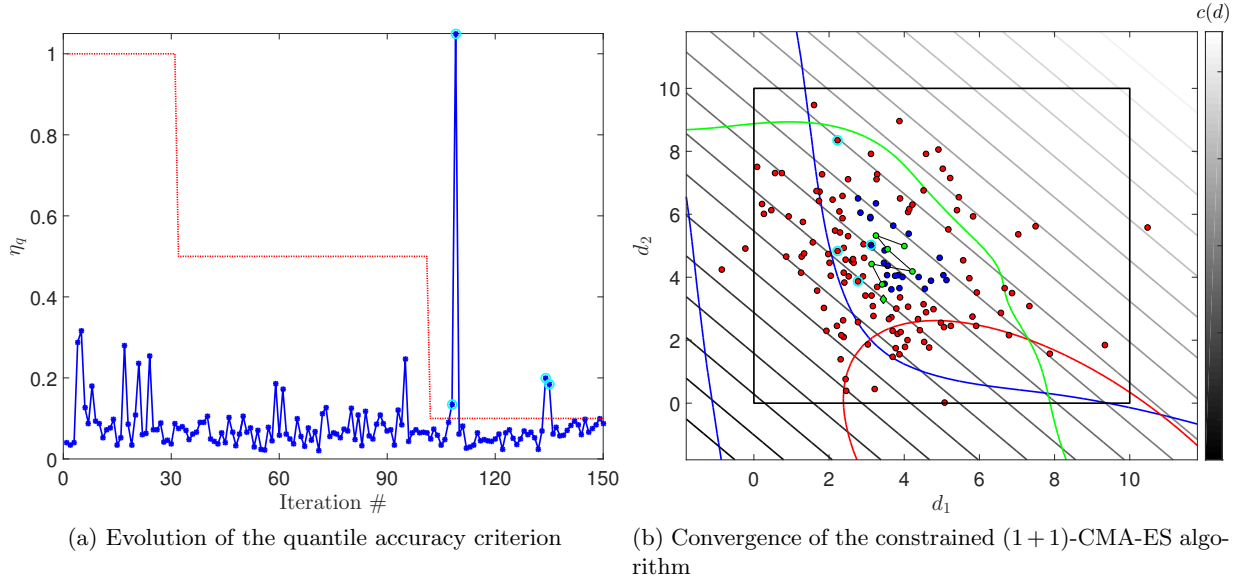 1
0.8
0.6
0.4
0.2
0
η_q
0 30 60 90 120 150
Iteration #
(a) Evolution of the quantile accuracy criterion
c(d)
10
8
6
4
2
0
d_2
0 2 4 6 8 10
d_1
(b) Convergence of the constrained (1+1)-CMA-ES algo-
rithm